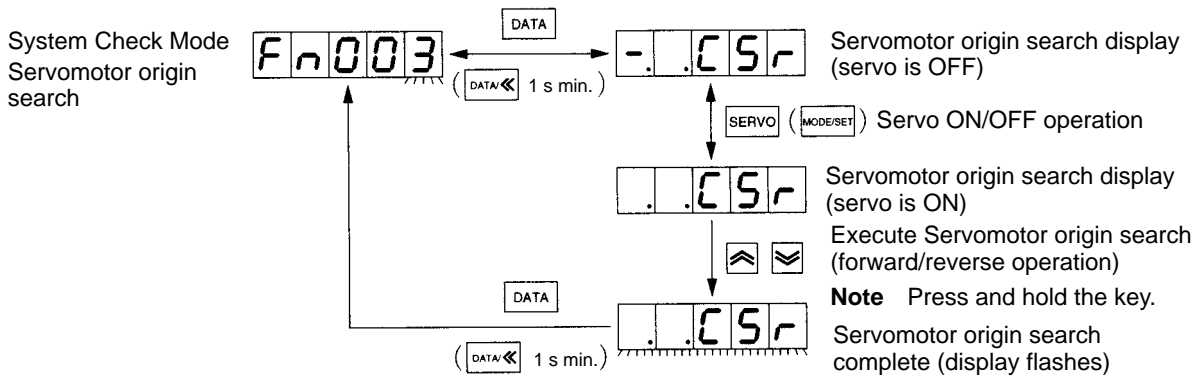 DATA
System Check Mode
Servomotor origin
search
Fn003
(DATA/≪ 1 s min.)
-. .CSr
Servomotor origin search display
(servo is OFF)
SERVO (MODE/SET) Servo ON/OFF operation
. .CSr
Servomotor origin search display
(servo is ON)
Execute Servomotor origin search
(forward/reverse operation)
Note Press and hold the key.
DATA
(DATA/≪ 1 s min.)
. .CSr
Servomotor origin search
complete (display flashes)